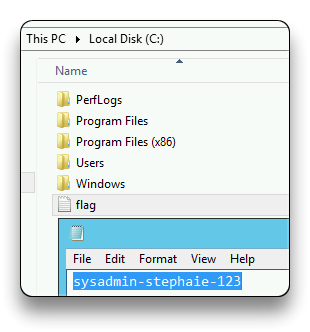 This PC ▸ Local Disk (C:)
Name
PerfLogs
Program Files
Program Files (x86)
Users
Windows
flag
File Edit Format View Help
sysadmin-stephaie-123